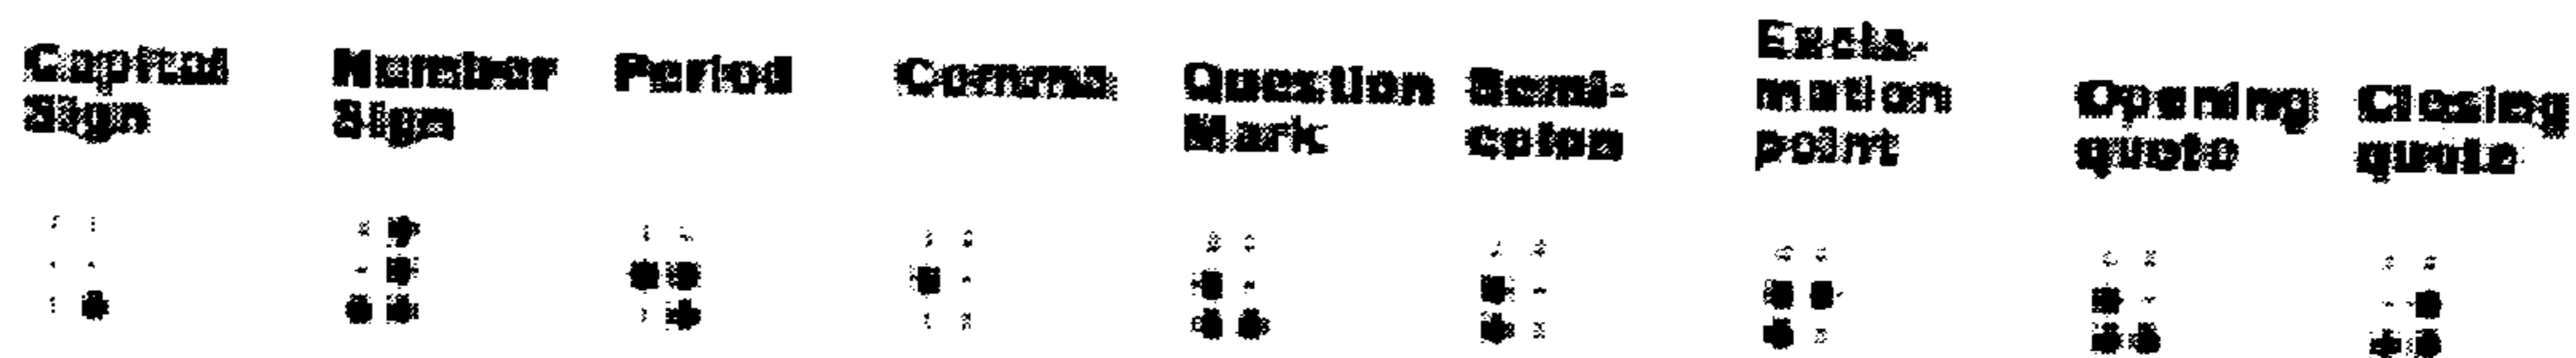 Capital
Sign
Number
Sign
Period
Comma
Question
Mark
Semi-
colon
Excla-
mation
point
Opening
quote
Closing
quote
⠠ ⠼ ⠲ ⠂ ⠦ ⠆ ⠖ ⠦ ⠴